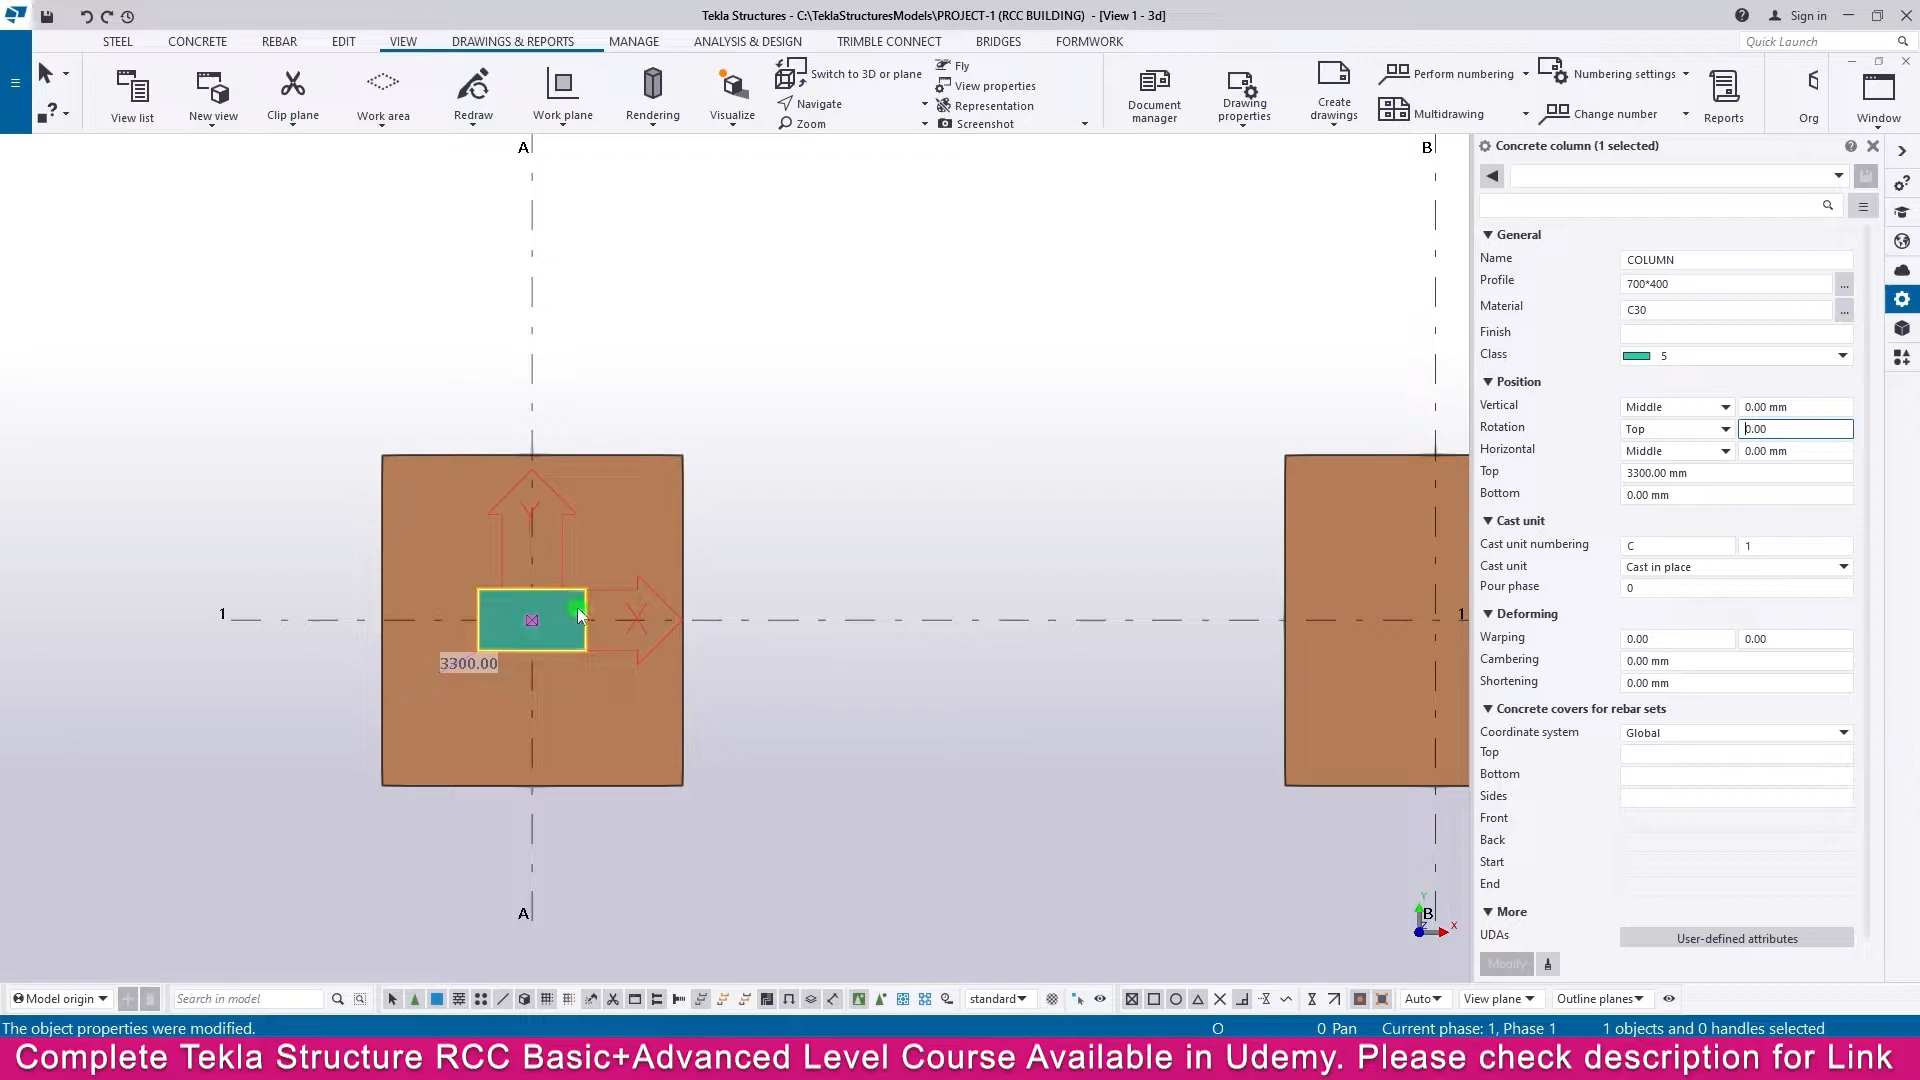 Tekla Structures - C:\TeklaStructuresModels\PROJECT-1 (RCC BUILDING) - [View 1 - 3d]
Sign in
STEEL CONCRETE REBAR EDIT VIEW DRAWINGS & REPORTS MANAGE ANALYSIS & DESIGN TRIMBLE CONNECT BRIDGES FORMWORK
Quick Launch
View list
New view
Clip plane
Work area
Redraw
Work plane
Rendering
Visualize
Switch to 3D or plane
Navigate
Zoom
Fly
View properties
Representation
Screenshot
Document manager
Drawing properties
Create drawings
Perform numbering
Multidrawing
Numbering settings
Change number
Reports
Org
Window
A B
1 1
Y
X
3300.00
A B
Y
X
Z
Concrete column (1 selected)
General
Name COLUMN
Profile 700*400 ...
Material C30 ...
Finish
Class 5
Position
Vertical Middle 0.00 mm
Rotation Top 0.00
Horizontal Middle 0.00 mm
Top 3300.00 mm
Bottom 0.00 mm
Cast unit
Cast unit numbering C 1
Cast unit Cast in place
Pour phase 0
Deforming
Warping 0.00 0.00
Cambering 0.00 mm
Shortening 0.00 mm
Concrete covers for rebar sets
Coordinate system Global
Top
Bottom
Sides
Front
Back
Start
End
More
UDAs User-defined attributes
Modify
Model origin Search in model standard Auto View plane Outline planes
The object properties were modified. O 0 Pan Current phase: 1, Phase 1 1 objects and 0 handles selected
Complete Tekla Structure RCC Basic+Advanced Level Course Available in Udemy. Please check description for Link